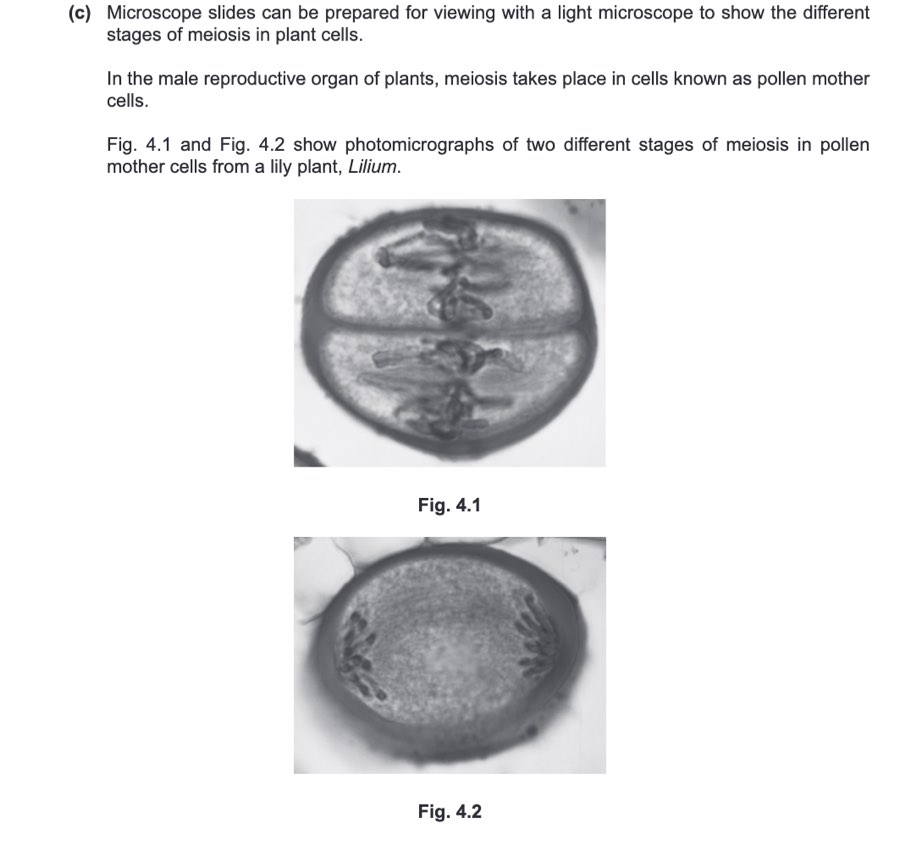 (c) Microscope slides can be prepared for viewing with a light microscope to show the different
stages of meiosis in plant cells.
In the male reproductive organ of plants, meiosis takes place in cells known as pollen mother
cells.
Fig. 4.1 and Fig. 4.2 show photomicrographs of two different stages of meiosis in pollen
mother cells from a lily plant, Lilium.
Fig. 4.1
Fig. 4.2